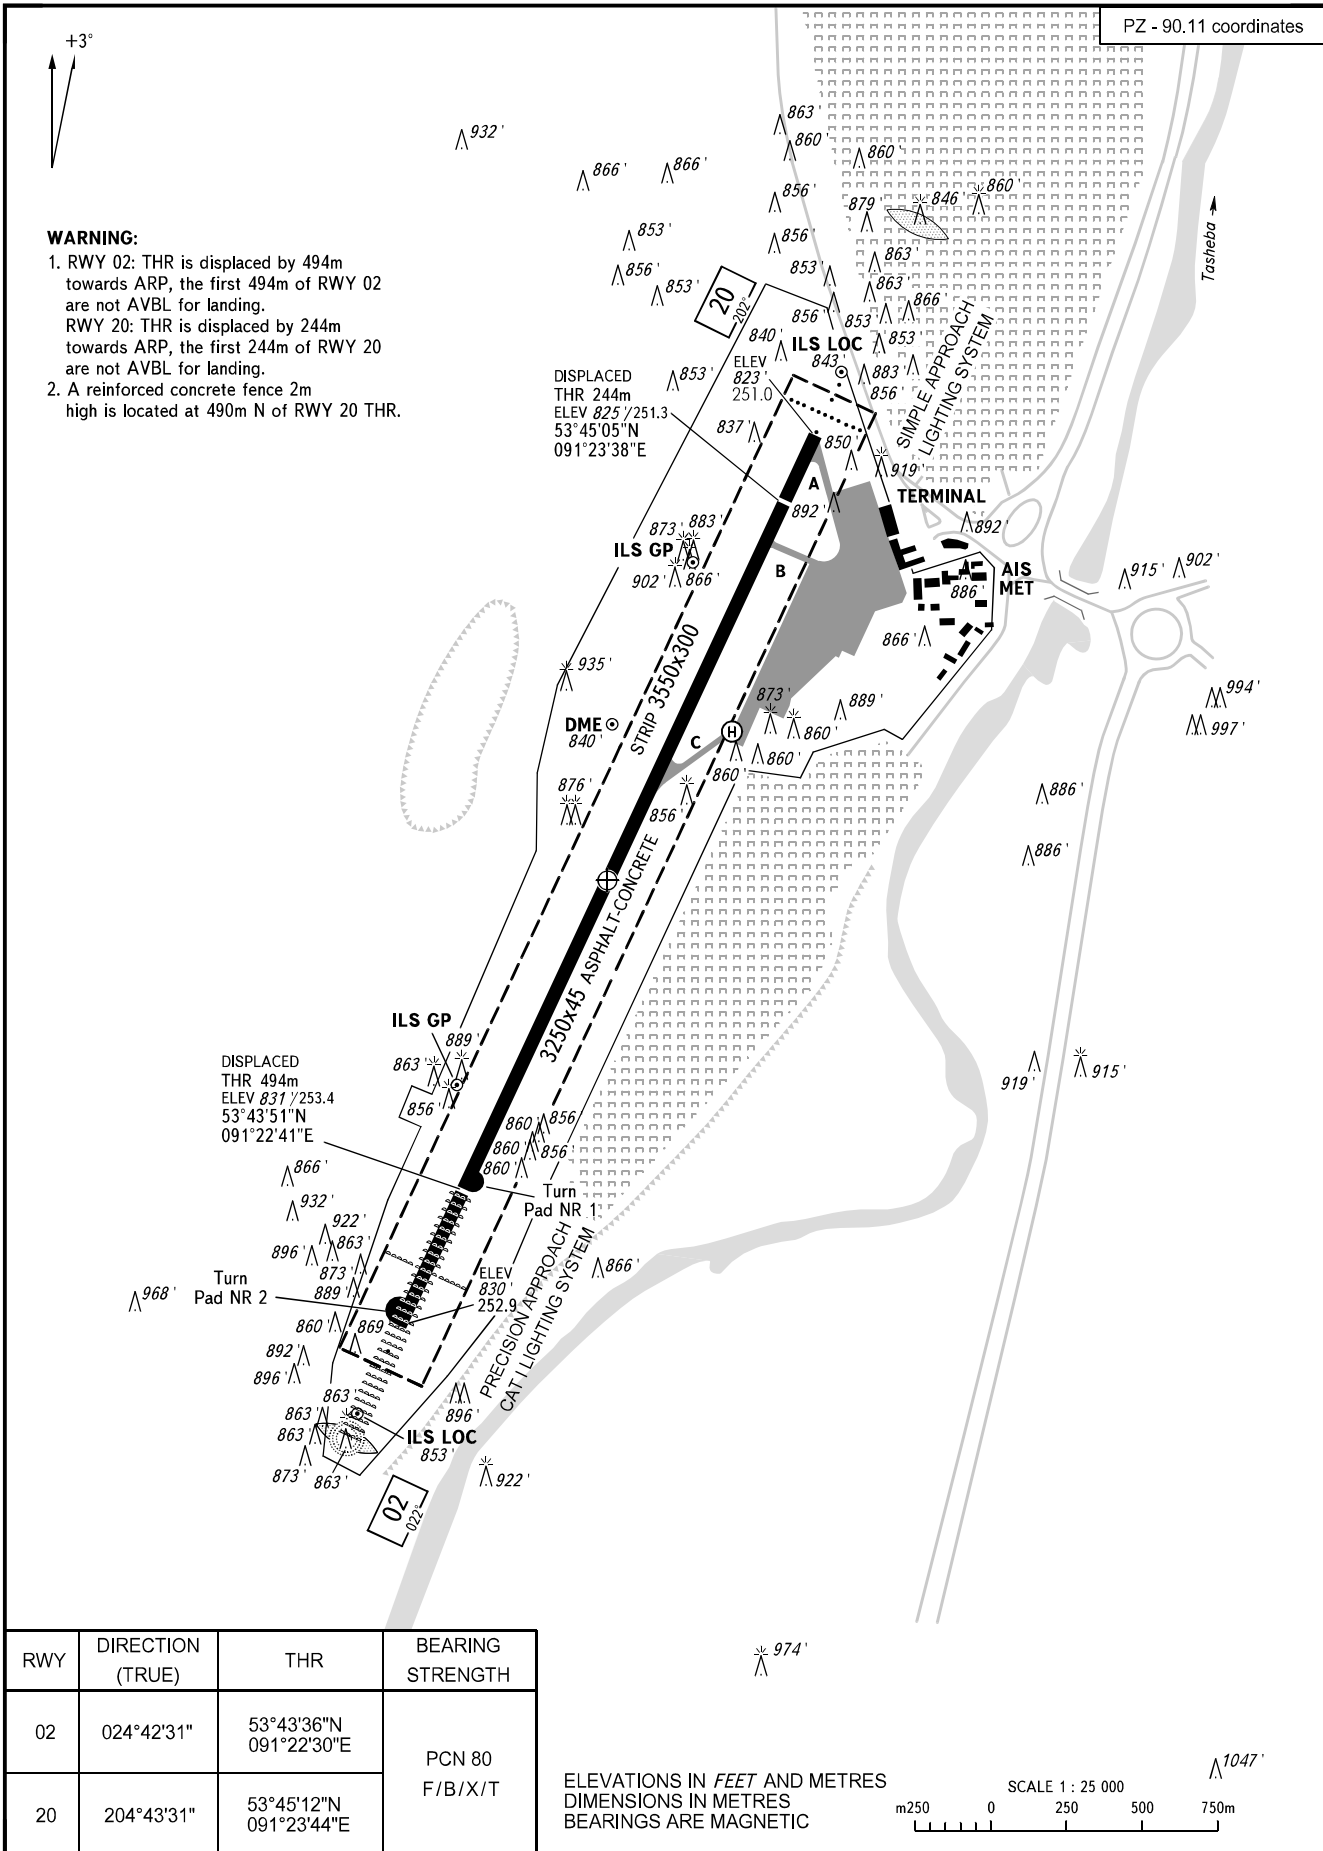 PZ - 90.11 coordinates
+3°
WARNING:
1. RWY 02: THR is displaced by 494m
towards ARP, the first 494m of RWY 02
are not AVBL for landing.
RWY 20: THR is displaced by 244m
towards ARP, the first 244m of RWY 20
are not AVBL for landing.
2. A reinforced concrete fence 2m
high is located at 490m N of RWY 20 THR.
932'
866'
866'
863'
860'
860'
856'
879'
846'
860'
853'
856'
856'
853'
853'
863'
863'
866'
Tasheba
20
202°
856'
853'
853'
840'
ILS LOC
843'
883'
856'
SIMPLE APPROACH
LIGHTING SYSTEM
853'
ELEV
823'
251.0
DISPLACED
THR 244m
ELEV 825'/251.3
53°45'05"N
091°23'38"E
837'
850'
919'
A
892'
TERMINAL
892'
873'
883'
ILS GP
902'
866'
B
AIS
MET
886'
915'
902'
866'
STRIP 3550x300
935'
DME
840'
873'
889'
860'
994'
997'
C
H
860'
860'
876'
856'
886'
886'
3250x45 ASPHALT-CONCRETE
ILS GP
889'
863'
856'
919'
915'
DISPLACED
THR 494m
ELEV 831'/253.4
53°43'51"N
091°22'41"E
860'
856'
860'
856'
860'
866'
Turn
Pad NR 1
932'
922'
896'
863'
873'
889'
866'
968'
Turn
Pad NR 2
ELEV
830'
252.9
PRECISION APPROACH
CAT I LIGHTING SYSTEM
860'
869'
892'
896'
863'
896'
863'
863'
ILS LOC
853'
873'
863'
922'
02
022°
974'
1047'
RWY
DIRECTION
(TRUE)
THR
BEARING
STRENGTH
02
024°42'31"
53°43'36"N
091°22'30"E
PCN 80
F/B/X/T
20
204°43'31"
53°45'12"N
091°23'44"E
ELEVATIONS IN FEET AND METRES
DIMENSIONS IN METRES
BEARINGS ARE MAGNETIC
SCALE 1 : 25 000
m250 0 250 500 750m